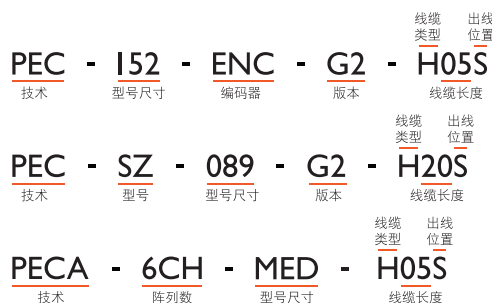 线缆 出线
类型 位置
PEC - 152 - ENC - G2 - H05S
技术 型号尺寸 编码器 版本 线缆长度
线缆 出线
类型 位置
PEC - SZ - 089 - G2 - H20S
技术 型号 型号尺寸 版本 线缆长度
线缆 出线
类型 位置
PECA - 6CH - MED - H05S
技术 阵列数 型号尺寸 线缆长度